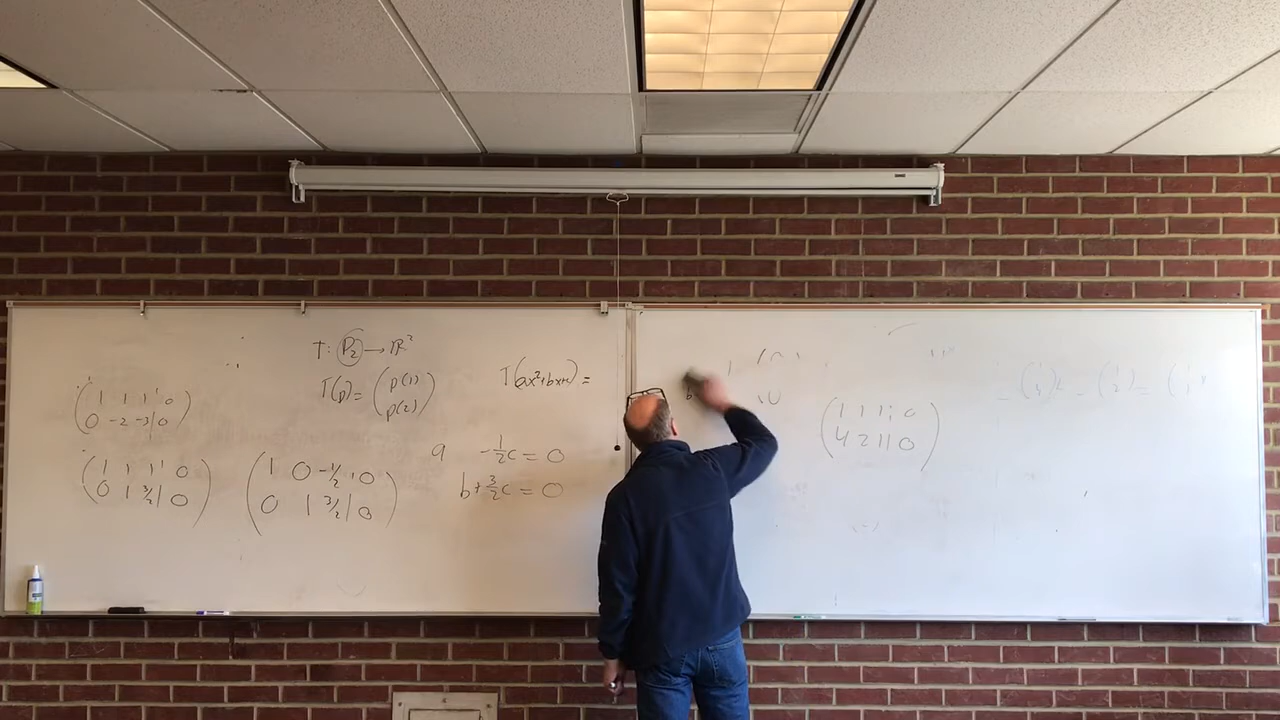 T: P₂ → ℝ²
T(p) = ( p(1)
p(2) )
T(ax²+bx+c) =
( 1 1 1 | 0
0 -2 -3 | 0 )
( 1 1 1 | 0
0 1 3/2 | 0 )
( 1 0 -1/2 | 0
0 1 3/2 | 0 )
a - 1/2 c = 0
b + 3/2 c = 0
( 1 1 1 | 0
4 2 1 | 0 )